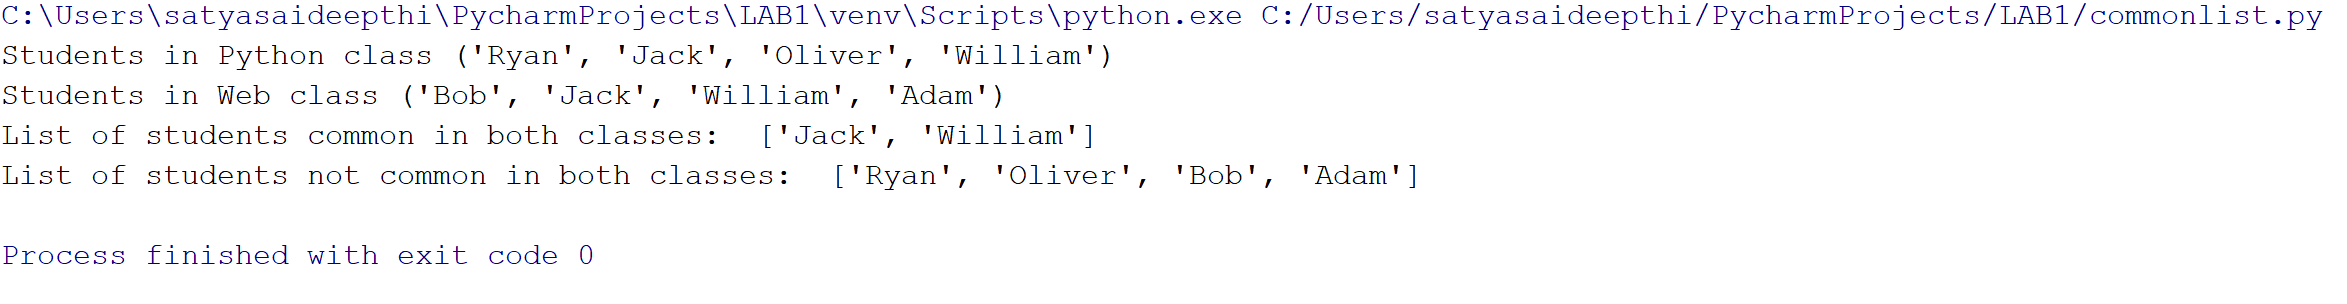 C:\Users\satyasaideepthi\PycharmProjects\LAB1\venv\Scripts\python.exe C:/Users/satyasaideepthi/PycharmProjects/LAB1/commonlist.py
Students in Python class ('Ryan', 'Jack', 'Oliver', 'William')
Students in Web class ('Bob', 'Jack', 'William', 'Adam')
List of students common in both classes:  ['Jack', 'William']
List of students not common in both classes:  ['Ryan', 'Oliver', 'Bob', 'Adam']
Process finished with exit code 0